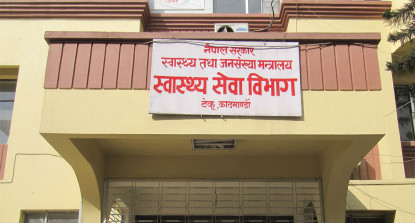 नेपाल सरकार
स्वास्थ्य तथा जनसंख्या मन्त्रालय
स्वास्थ्य सेवा विभाग
टेकु, काठमाण्डौ